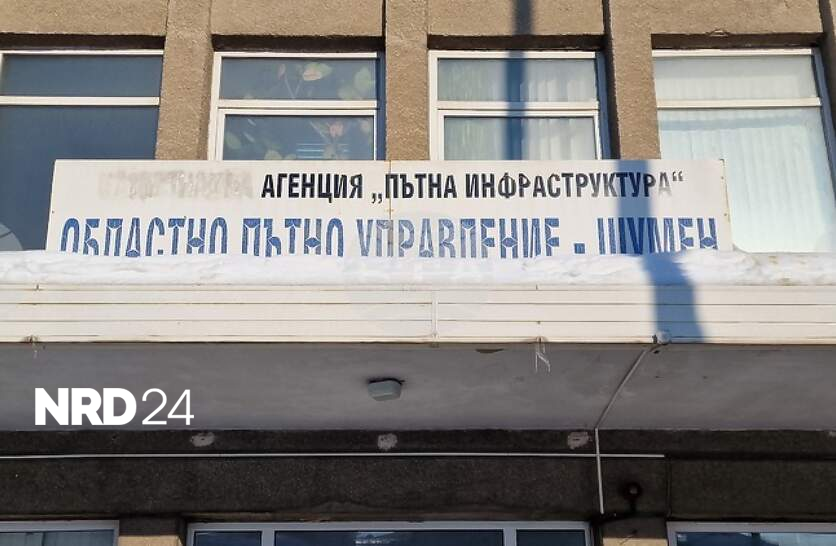 АГЕНЦИЯ „ПЪТНА ИНФРАСТРУКТУРА“
ОБЛАСТНО ПЪТНО УПРАВЛЕНИЕ - ШУМЕН
NRD24